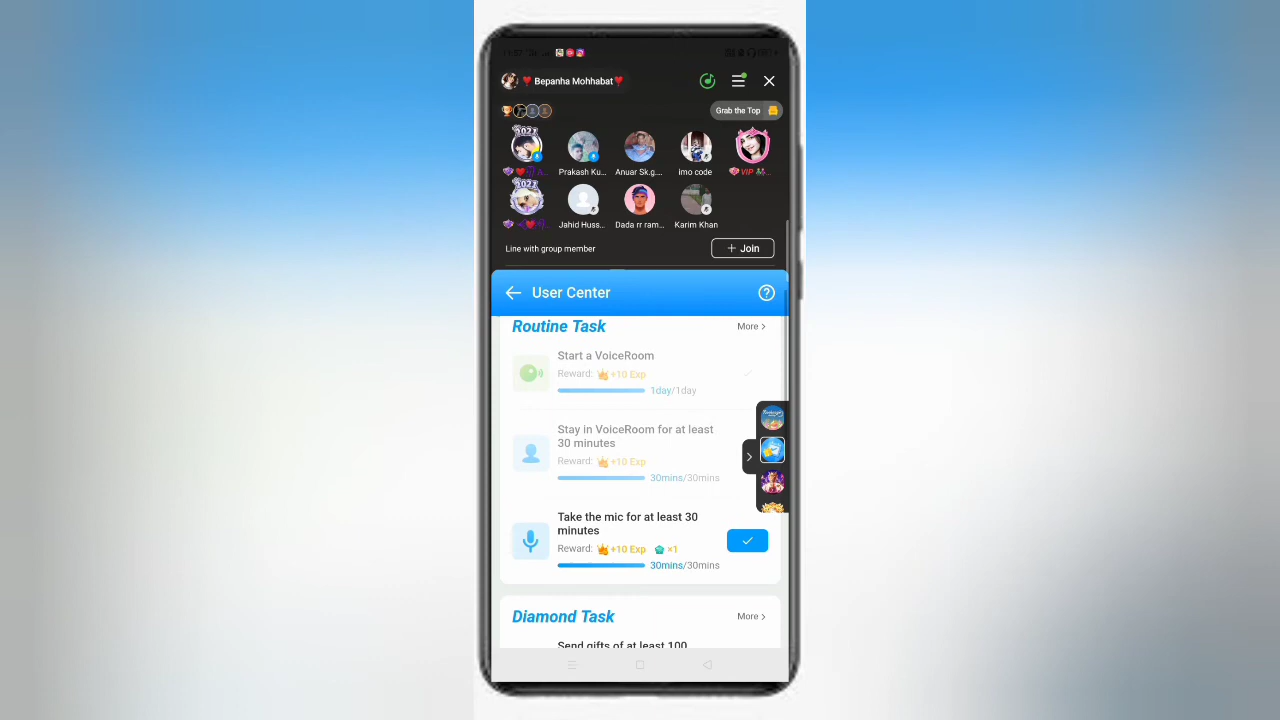 ❤ Bepanha Mohhabat❤
Grab the Top
2021
Prakash Ku... Anuar Sk.g.... imo code VIP
2021
Jahid Huss... Dada rr ram... Karim Khan
Line with group member
+ Join
User Center
Routine Task
More >
Start a VoiceRoom
Reward: +10 Exp
1day/1day
Stay in VoiceRoom for at least
30 minutes
Reward: +10 Exp
30mins/30mins
Take the mic for at least 30
minutes
Reward: +10 Exp ×1
30mins/30mins
Diamond Task
More >
Send gifts of at least 100